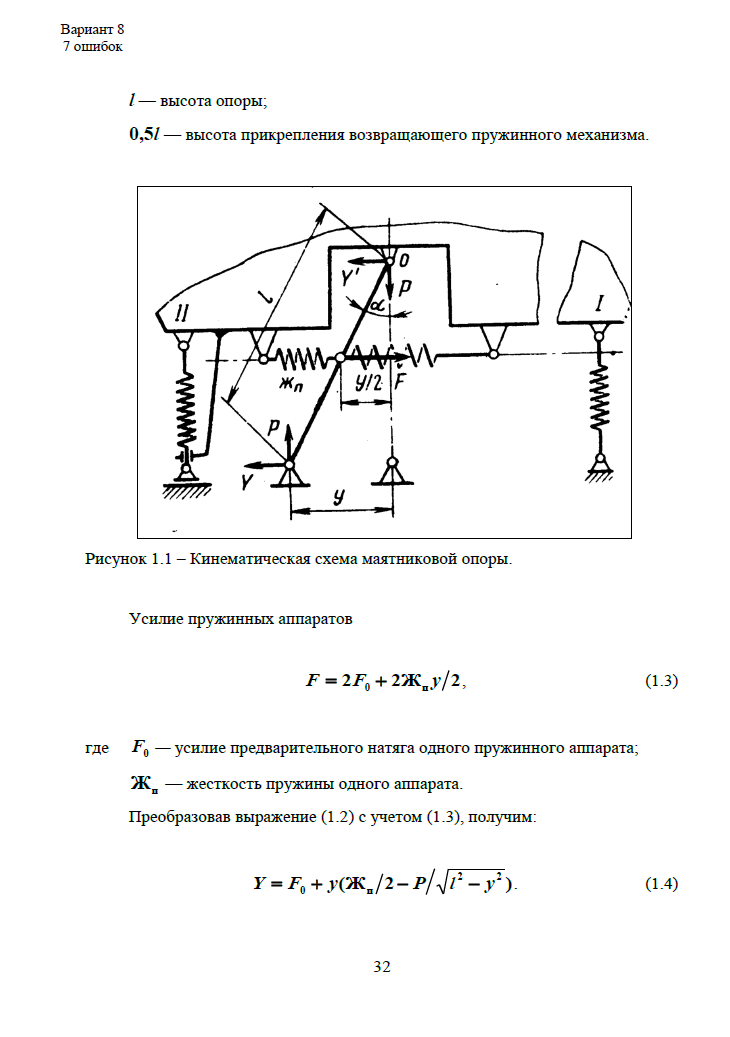 Вариант 8
7 ошибок
l — высота опоры;
0,5l — высота прикрепления возвращающего пружинного механизма.
O
Y'
P
α
II
I
l
Жп
y/2
F
P
Y
y
Рисунок 1.1 – Кинематическая схема маятниковой опоры.
Усилие пружинных аппаратов
F = 2F₀ + 2Жп y/2, (1.3)
где F₀ — усилие предварительного натяга одного пружинного аппарата;
Жп — жесткость пружины одного аппарата.
Преобразовав выражение (1.2) с учетом (1.3), получим:
Y = F₀ + y(Жп/2 − P/√(l² − y²)). (1.4)
32